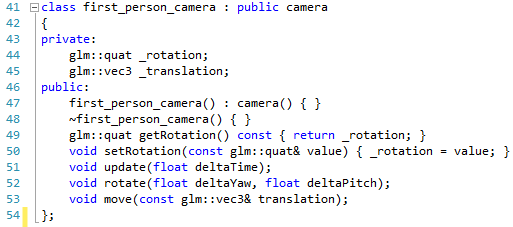 41 class first_person_camera : public camera
42 {
43 private:
44     glm::quat _rotation;
45     glm::vec3 _translation;
46 public:
47     first_person_camera() : camera() { }
48     ~first_person_camera() { }
49     glm::quat getRotation() const { return _rotation; }
50     void setRotation(const glm::quat& value) { _rotation = value; }
51     void update(float deltaTime);
52     void rotate(float deltaYaw, float deltaPitch);
53     void move(const glm::vec3& translation);
54 };